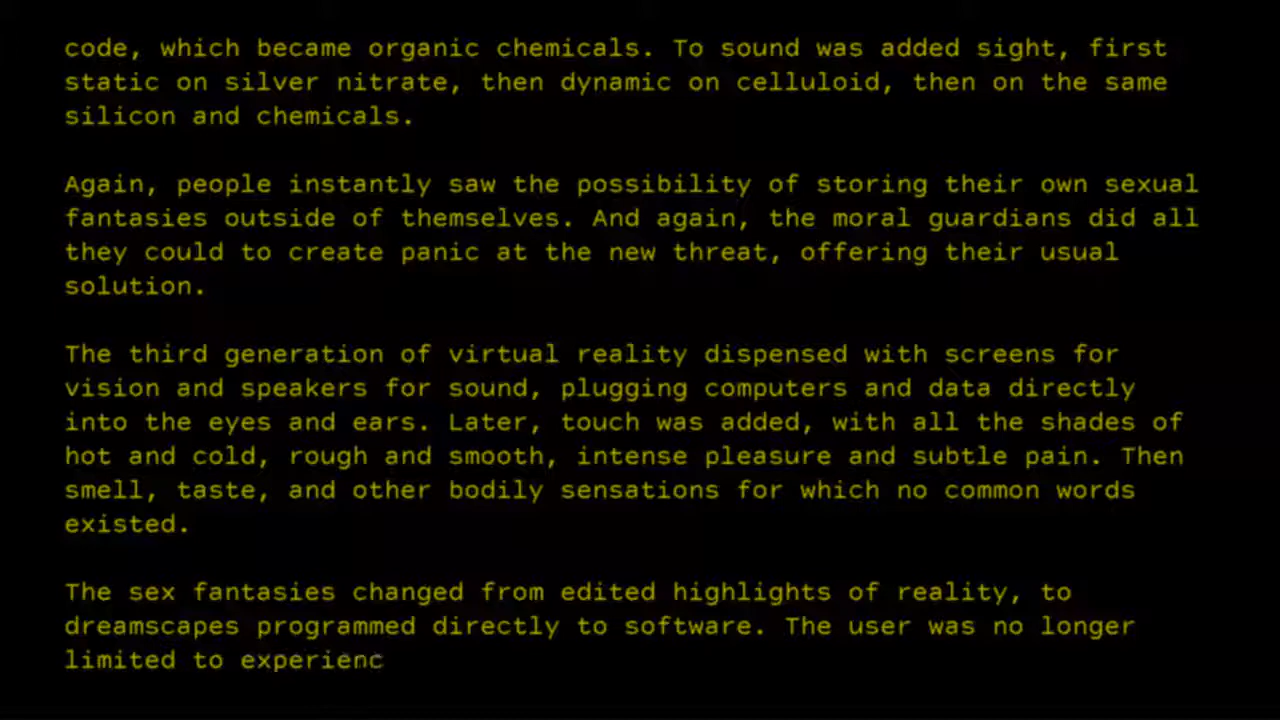 code, which became organic chemicals. To sound was added sight, first
static on silver nitrate, then dynamic on celluloid, then on the same
silicon and chemicals.
Again, people instantly saw the possibility of storing their own sexual
fantasies outside of themselves. And again, the moral guardians did all
they could to create panic at the new threat, offering their usual
solution.
The third generation of virtual reality dispensed with screens for
vision and speakers for sound, plugging computers and data directly
into the eyes and ears. Later, touch was added, with all the shades of
hot and cold, rough and smooth, intense pleasure and subtle pain. Then
smell, taste, and other bodily sensations for which no common words
existed.
The sex fantasies changed from edited highlights of reality, to
dreamscapes programmed directly to software. The user was no longer
limited to experienc